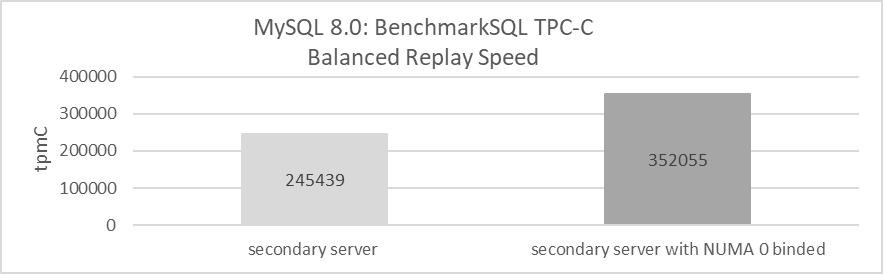 MySQL 8.0: BenchmarkSQL TPC-C
Balanced Replay Speed
400000
300000
200000
100000
0
tpmC
245439
352055
secondary server
secondary server with NUMA 0 binded